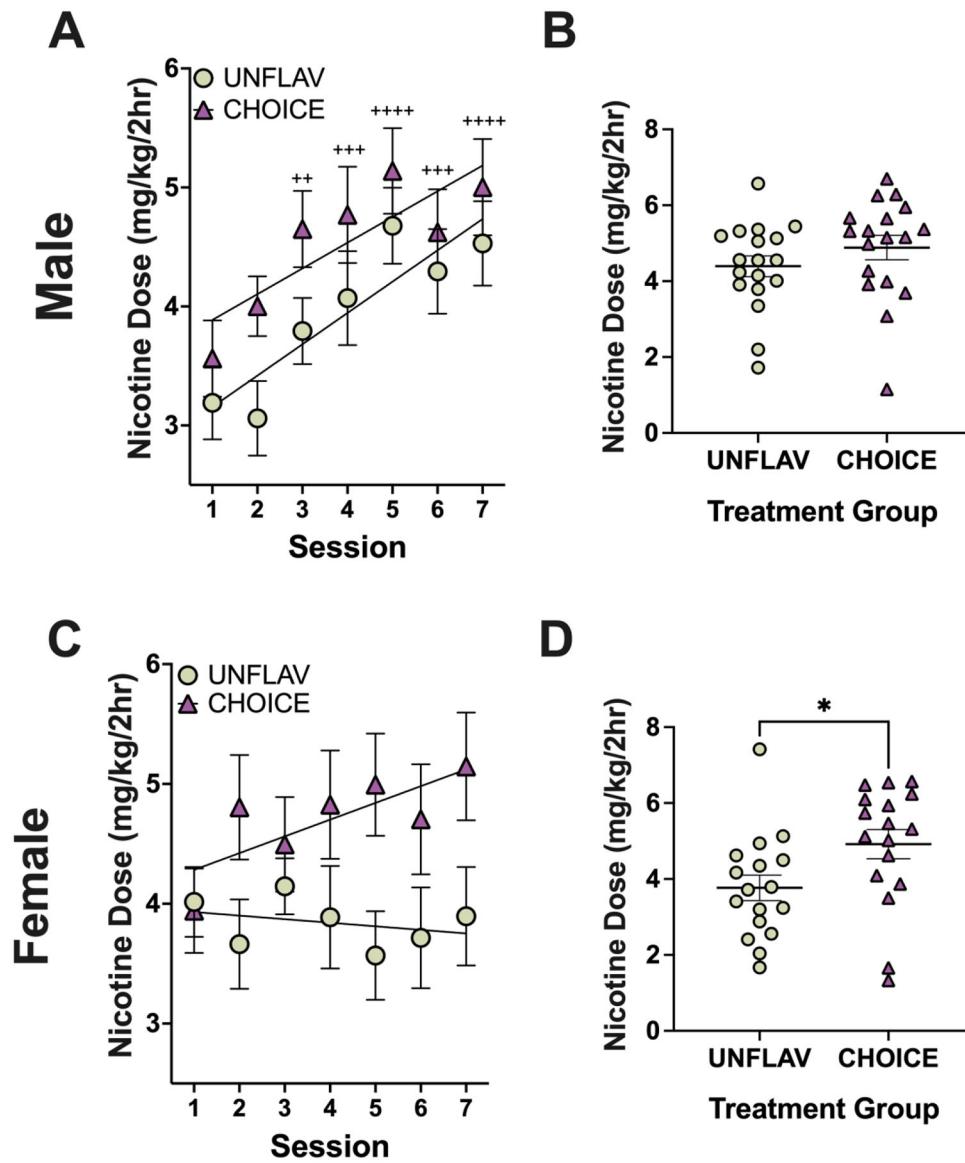 A
Male
Nicotine Dose (mg/kg/2hr)
6
5
4
3
UNFLAV
CHOICE
++
+++
++++
+++
++++
1 2 3 4 5 6 7
Session
B
Nicotine Dose (mg/kg/2hr)
8
6
4
2
0
UNFLAV CHOICE
Treatment Group
C
Female
Nicotine Dose (mg/kg/2hr)
6
5
4
3
UNFLAV
CHOICE
1 2 3 4 5 6 7
Session
D
Nicotine Dose (mg/kg/2hr)
8
6
4
2
0
*
UNFLAV CHOICE
Treatment Group